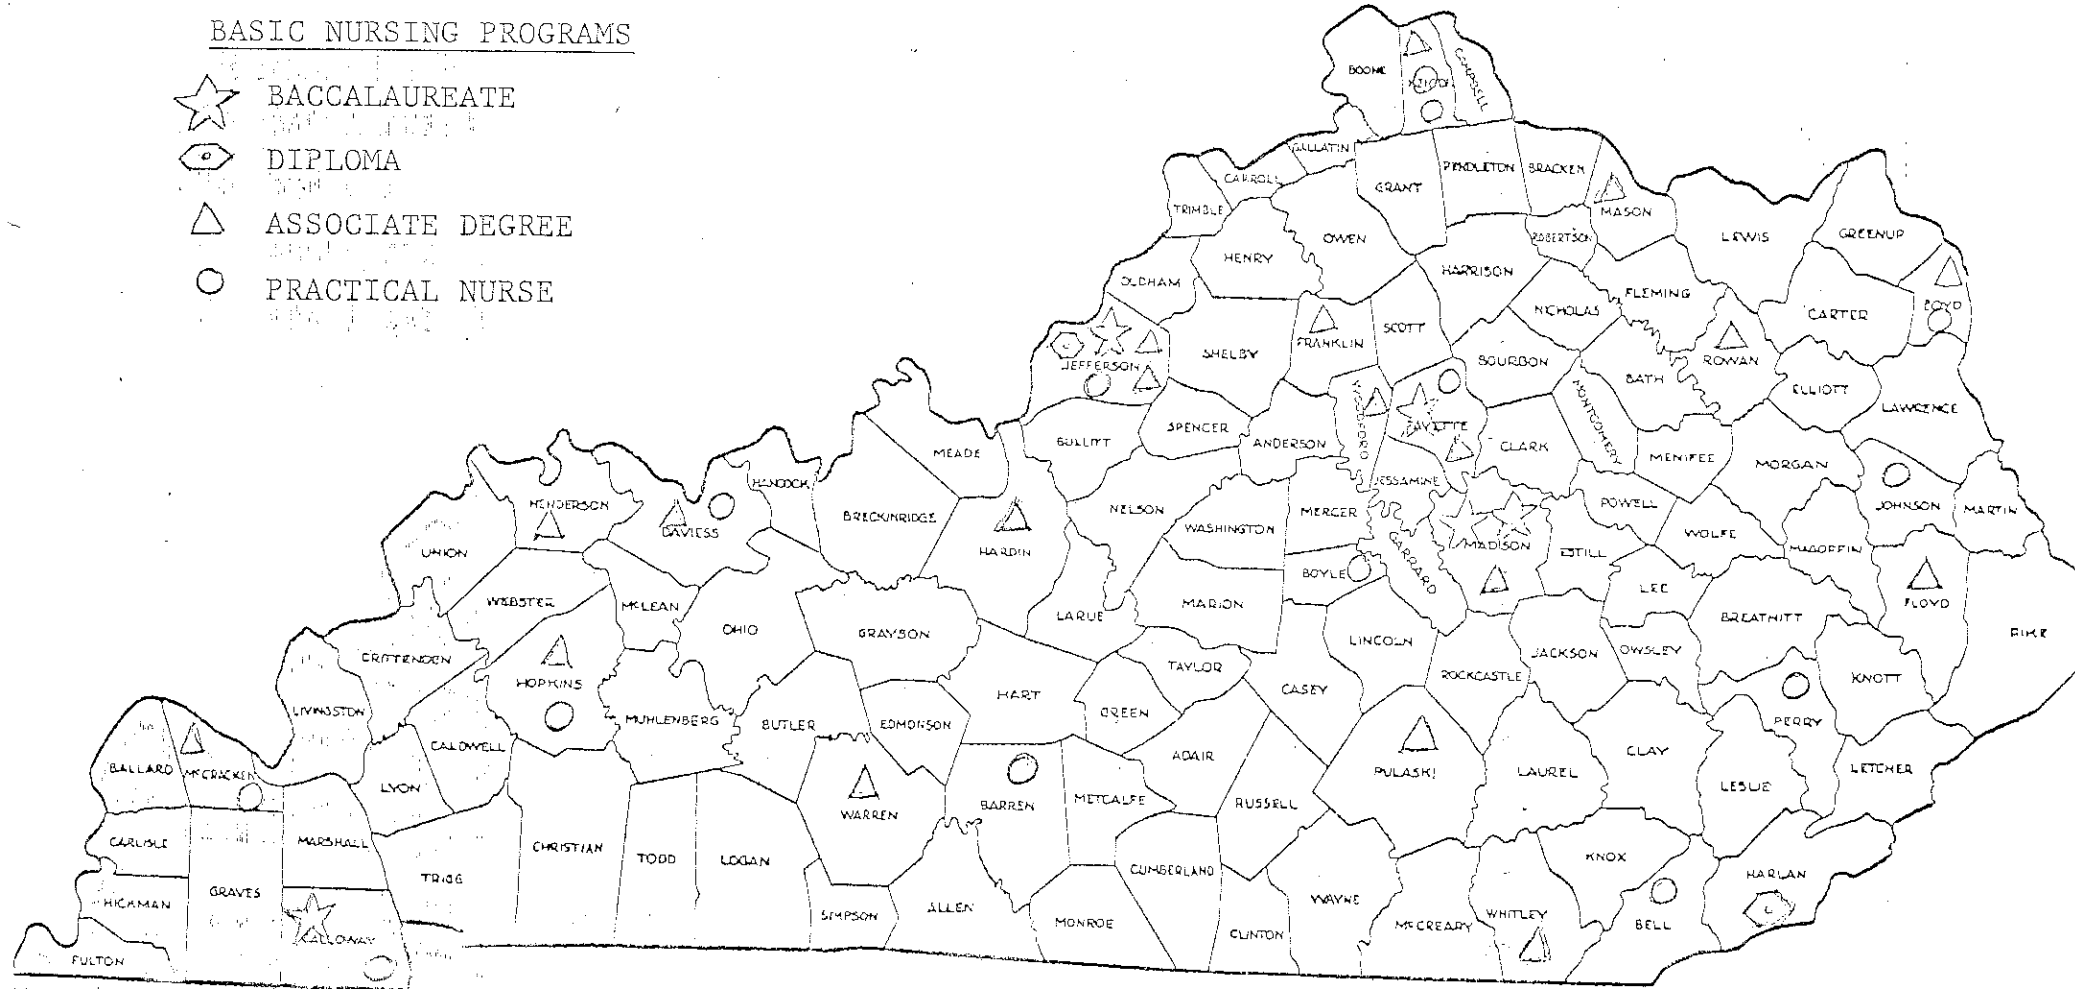 BASIC NURSING PROGRAMS
BACCALAUREATE
DIPLOMA
ASSOCIATE DEGREE
PRACTICAL NURSE
BOONE
KENTON
CAMPBELL
GALLATIN
CARROLL
TRIMBLE
GRANT
PENDLETON
BRACKEN
MASON
ROBERTSON
LEWIS
GREENUP
OWEN
HENRY
OLDHAM
HARRISON
NICHOLAS
FLEMING
CARTER
BOYD
JEFFERSON
SHELBY
FRANKLIN
SCOTT
BOURBON
BATH
ROWAN
ELLIOTT
LAWRENCE
BULLITT
SPENCER
ANDERSON
WOODFORD
FAYETTE
CLARK
MONTGOMERY
MENIFEE
MORGAN
JOHNSON
MARTIN
MEADE
HANCOCK
BRECKINRIDGE
HARDIN
NELSON
WASHINGTON
MERCER
JESSAMINE
GARRARD
MADISON
ESTILL
POWELL
WOLFE
MAGOFFIN
FLOYD
PIKE
HENDERSON
DAVIESS
UNION
WEBSTER
MCLEAN
OHIO
GRAYSON
LARUE
MARION
BOYLE
LINCOLN
ROCKCASTLE
JACKSON
LEE
OWSLEY
BREATHITT
KNOTT
PERRY
CRITTENDEN
HOPKINS
MUHLENBERG
BUTLER
EDMONSON
HART
GREEN
TAYLOR
CASEY
ADAIR
RUSSELL
PULASKI
LAUREL
CLAY
LESLIE
LETCHER
LIVINGSTON
CALDWELL
LYON
BALLARD
McCRACKEN
CARLISLE
GRAVES
MARSHALL
TRIGG
CHRISTIAN
TODD
LOGAN
WARREN
BARREN
METCALFE
CUMBERLAND
HICKMAN
FULTON
CALLOWAY
SIMPSON
ALLEN
MONROE
CLINTON
WAYNE
McCREARY
WHITLEY
KNOX
BELL
HARLAN